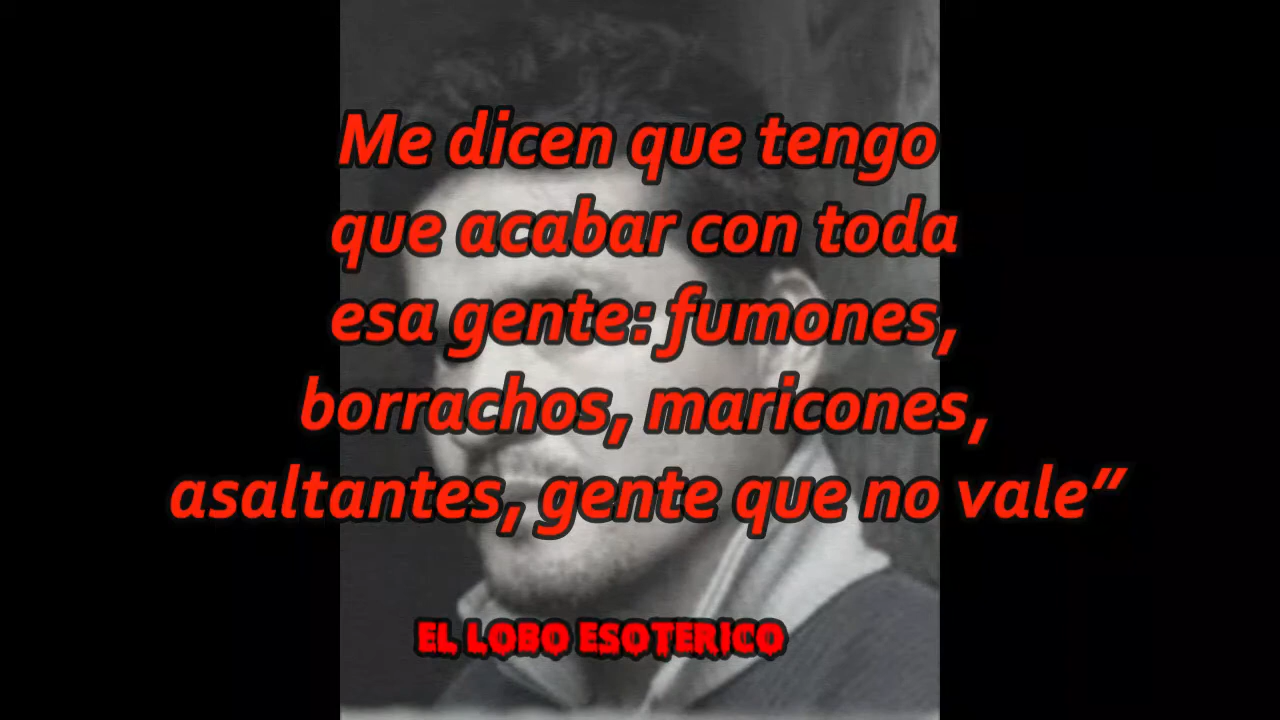 Me dicen que tengo
que acabar con toda
esa gente: fumones,
borrachos, maricones,
asaltantes, gente que no vale”
EL LOBO ESOTERICO